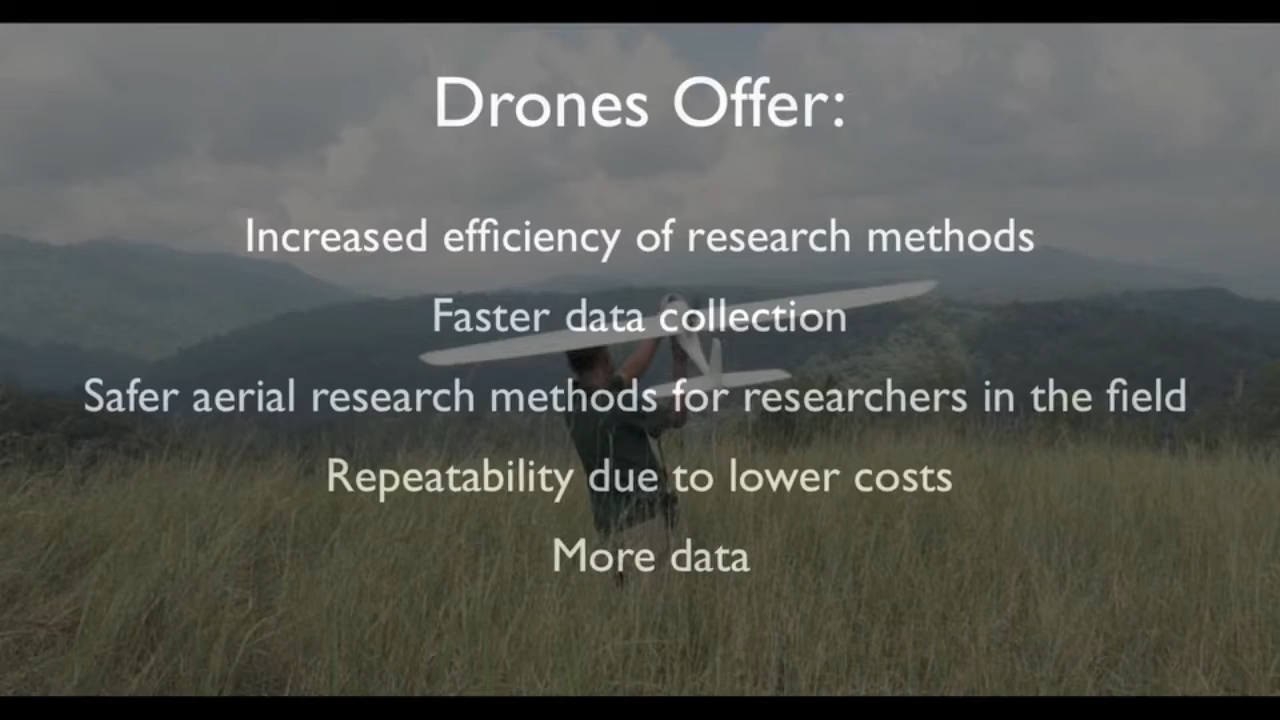 Drones Offer:
Increased efficiency of research methods
Faster data collection
Safer aerial research methods for researchers in the field
Repeatability due to lower costs
More data